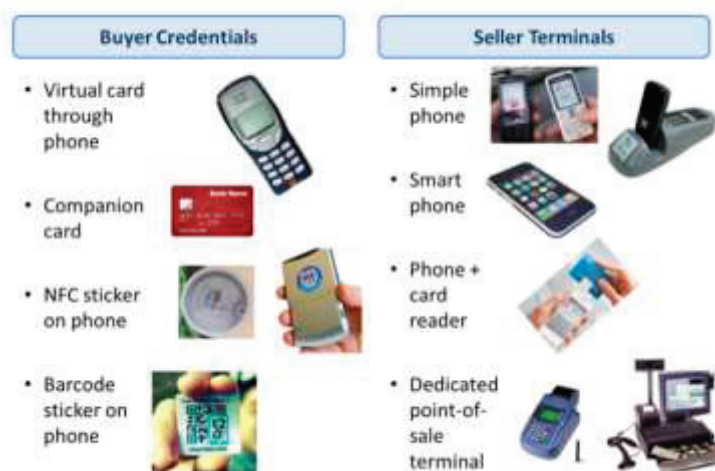 Buyer Credentials
• Virtual card
through
phone
• Companion
card
• NFC sticker
on phone
• Barcode
sticker on
phone
Seller Terminals
• Simple
phone
• Smart
phone
• Phone +
card
reader
• Dedicated
point-of-
sale
terminal